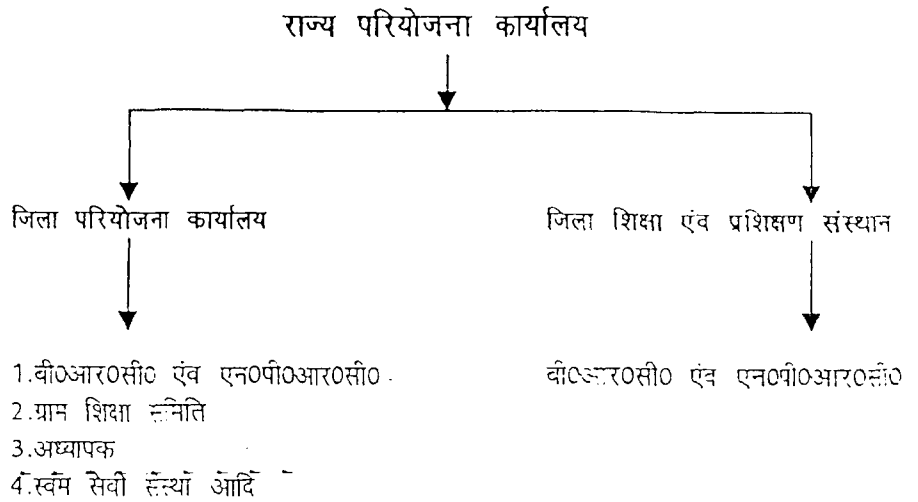 राज्य परियोजना कार्यालय
जिला परियोजना कार्यालय
जिला शिक्षा एंव प्रशिक्षण संस्थान
1.बी0आर0सी0 एंव एन0पी0आर0सी0
बी0आर0सी0 एंव एन0पी0आर0सी0
2.ग्राम शिक्षा समिति
3.अध्यापक
4.स्वंम सेवी संस्था आदि